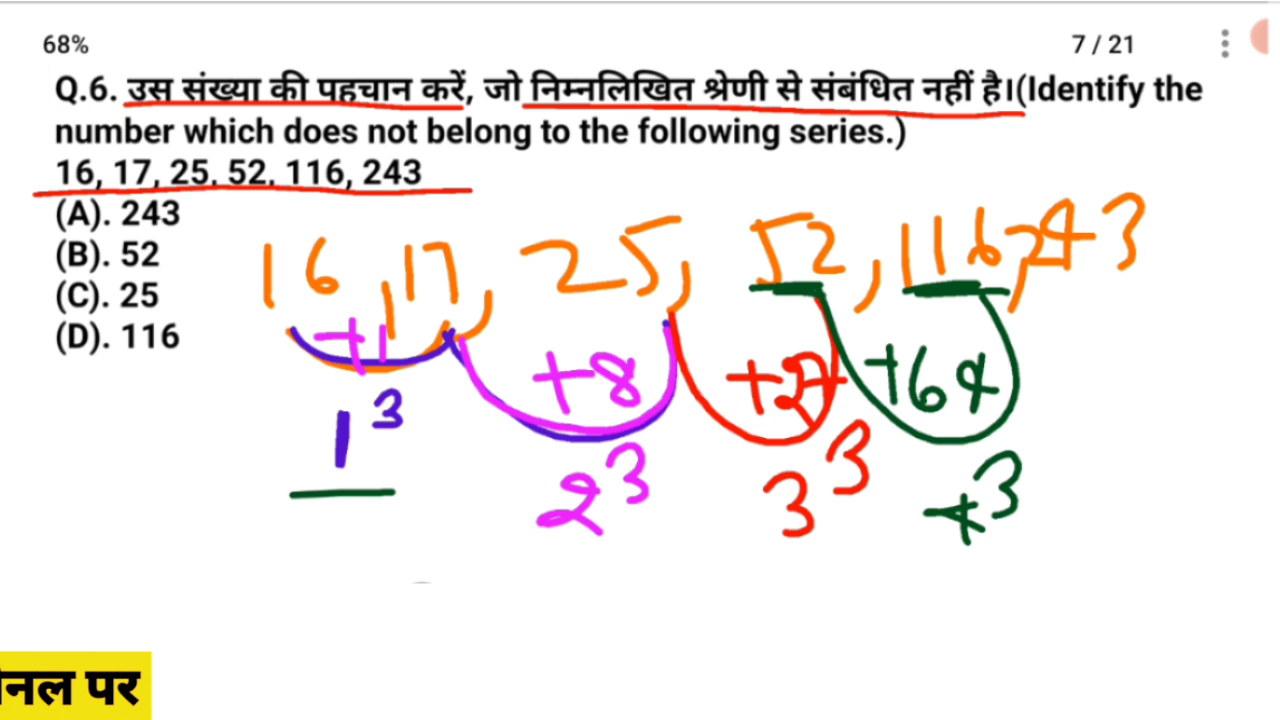 68%
7 / 21
Q.6. उस संख्या की पहचान करें, जो निम्नलिखित श्रेणी से संबंधित नहीं है।(Identify the
number which does not belong to the following series.)
16, 17, 25, 52, 116, 243
(A). 243
(B). 52
(C). 25
(D). 116
16, 17, 25, 52, 116, 243
+1 +8 +27 +64
1³ 2³ 3³ 4³
नल पर